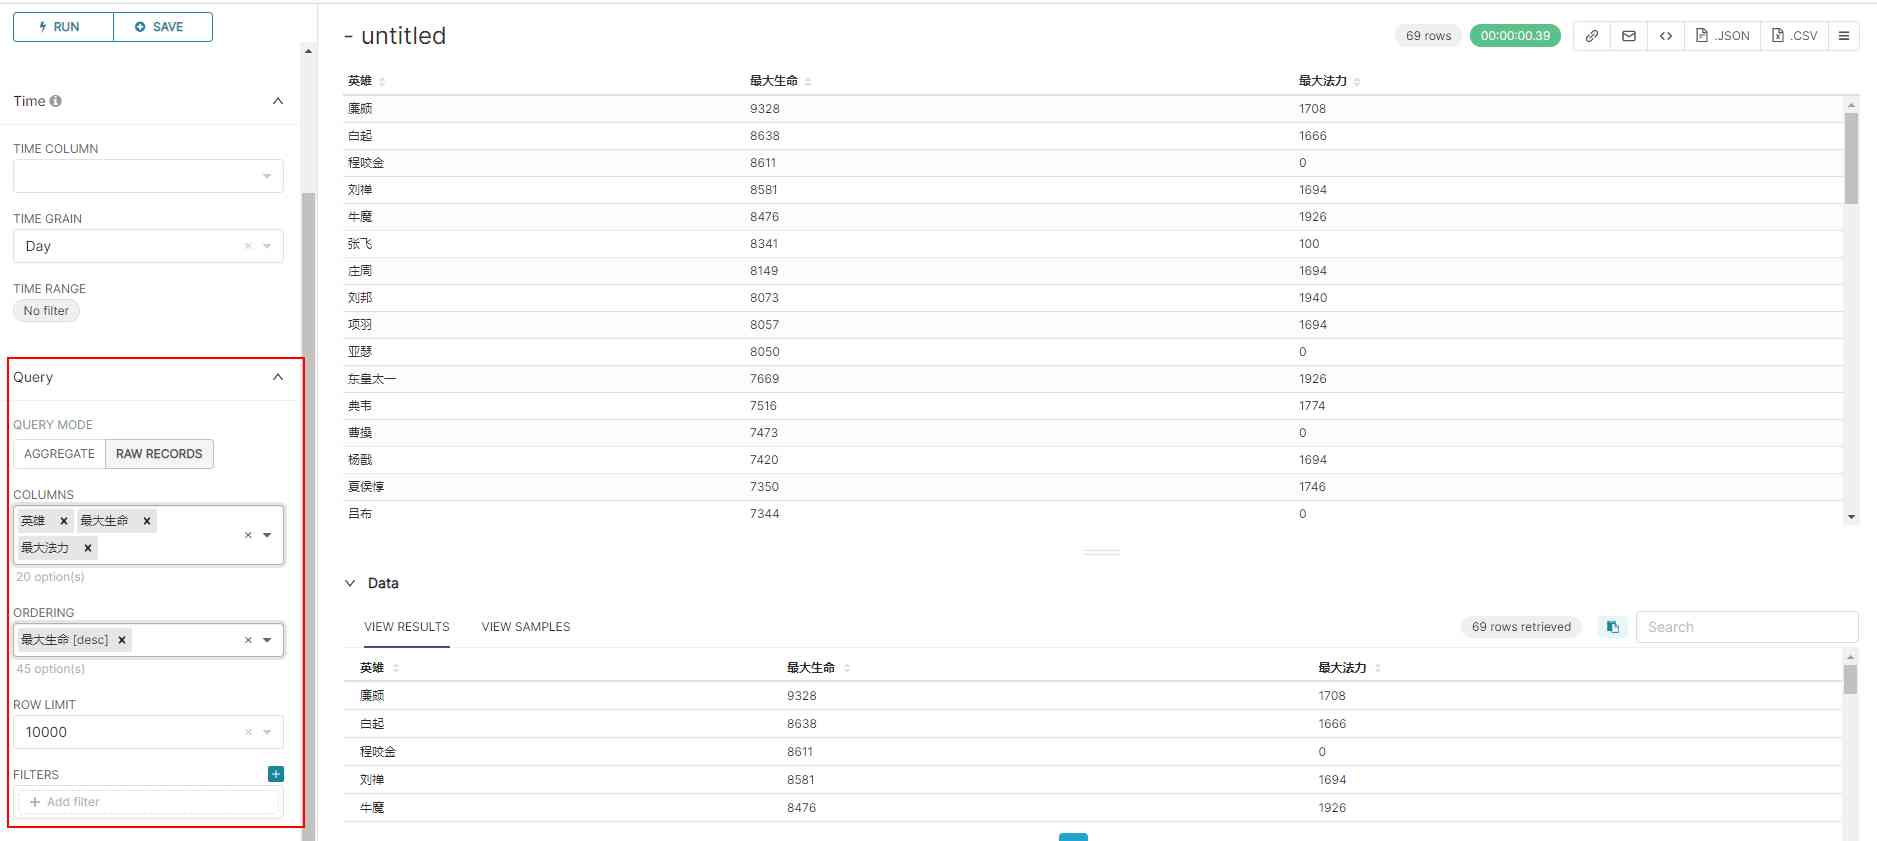 RUN
SAVE
Time
TIME COLUMN
TIME GRAIN
Day
TIME RANGE
No filter
Query
QUERY MODE
AGGREGATE RAW RECORDS
COLUMNS
英雄 × 最大生命 ×
最大法力 ×
20 option(s)
ORDERING
最大生命 [desc] ×
45 option(s)
ROW LIMIT
10000
FILTERS
+ Add filter
- untitled
69 rows 00:00:00.39 .JSON .CSV
英雄 最大生命 最大法力
廉颇 9328 1708
白起 8638 1666
程咬金 8611 0
刘禅 8581 1694
牛魔 8476 1926
张飞 8341 100
庄周 8149 1694
刘邦 8073 1940
项羽 8057 1694
亚瑟 8050 0
东皇太一 7669 1926
典韦 7516 1774
曹操 7473 0
杨戬 7420 1694
夏侯惇 7350 1746
吕布 7344 0
Data
VIEW RESULTS VIEW SAMPLES 69 rows retrieved Search
英雄 最大生命 最大法力
廉颇 9328 1708
白起 8638 1666
程咬金 8611 0
刘禅 8581 1694
牛魔 8476 1926